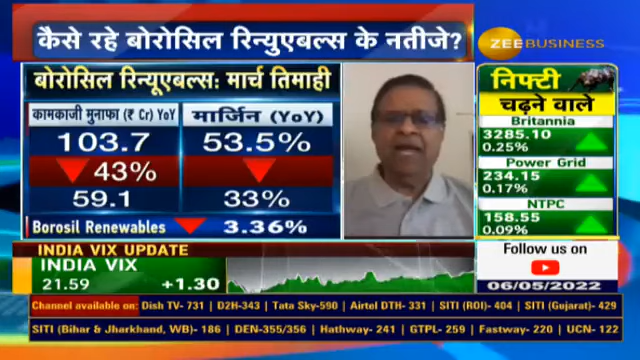 कैसे रहे बोरोसिल रिन्युएबल्स के नतीजे?
ZEE BUSINESS
बोरोसिल रिन्यूएबल्स: मार्च तिमाही
कामकाजी मुनाफा (₹ Cr) YoY
मार्जिन (YoY)
103.7
53.5%
43%
59.1
33%
Borosil Renewables
3.36%
निफ्टी
चढ़ने वाले
Britannia
3285.10
0.25%
Power Grid
234.15
0.17%
NTPC
158.55
0.09%
INDIA VIX UPDATE
INDIA VIX
21.59
+1.30
Follow us on
06/05/2022
Channel available on: Dish TV- 731 | D2H-343 | Tata Sky-590 | Airtel DTH- 331 | SITI (ROI)- 404 | SITI (Gujarat)- 429
SITI (Bihar & Jharkhand, WB)- 186 | DEN-355/356 | Hathway- 241 | GTPL- 259 | Fastway- 220 | UCN- 122